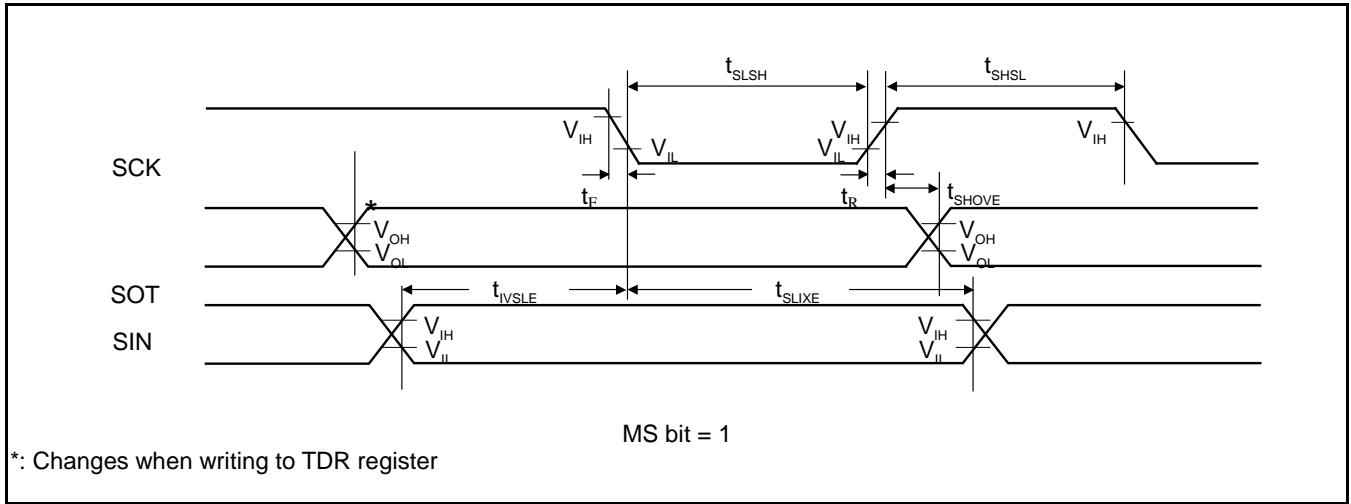 tSLSH tSHSL
VIH VIL VIL VIH VIH
SCK
tF tR tSHOVE
* VOH VOH
VOL VOL
SOT
tIVSLE tSLIXE
SIN
VIH VIH
VIL VIL
MS bit = 1
*: Changes when writing to TDR register